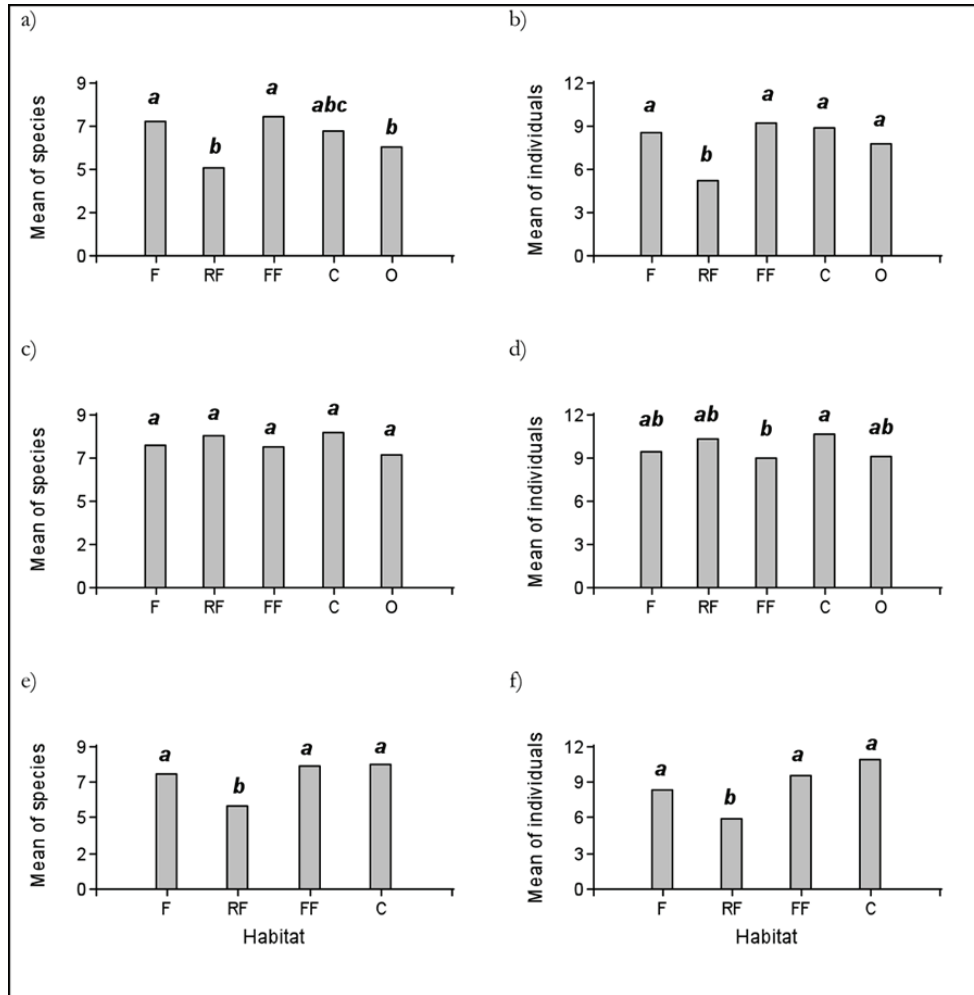 a)
Mean of species
9
7
5
2
0
a
b
a
abc
b
F RF FF C O
b)
Mean of individuals
12
9
6
3
0
a
b
a
a
a
F RF FF C O
c)
Mean of species
9
7
5
2
0
a
a
a
a
a
F RF FF C O
d)
Mean of individuals
12
9
6
3
0
ab
ab
b
a
ab
F RF FF C O
e)
Mean of species
9
7
5
2
0
a
b
a
a
F RF FF C
Habitat
f)
Mean of individuals
12
9
6
3
0
a
b
a
a
F RF FF C
Habitat